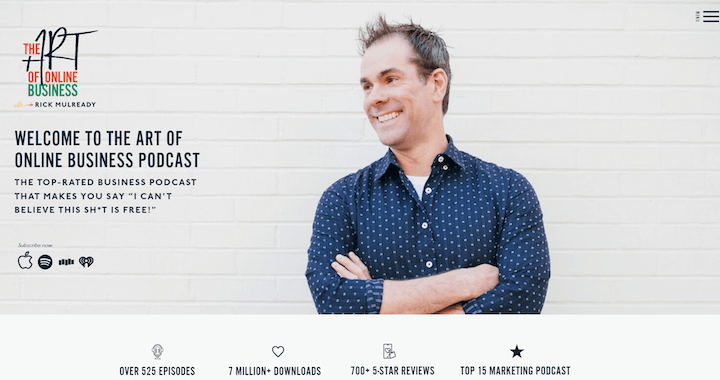 MENU
THE ART
OF ONLINE
BUSINESS
RICK MULREADY
WELCOME TO THE ART OF
ONLINE BUSINESS PODCAST
THE TOP-RATED BUSINESS PODCAST
THAT MAKES YOU SAY “I CAN’T
BELIEVE THIS SH*T IS FREE!”
Subscribe now:
OVER 525 EPISODES
7 MILLION+ DOWNLOADS
700+ 5-STAR REVIEWS
TOP 15 MARKETING PODCAST